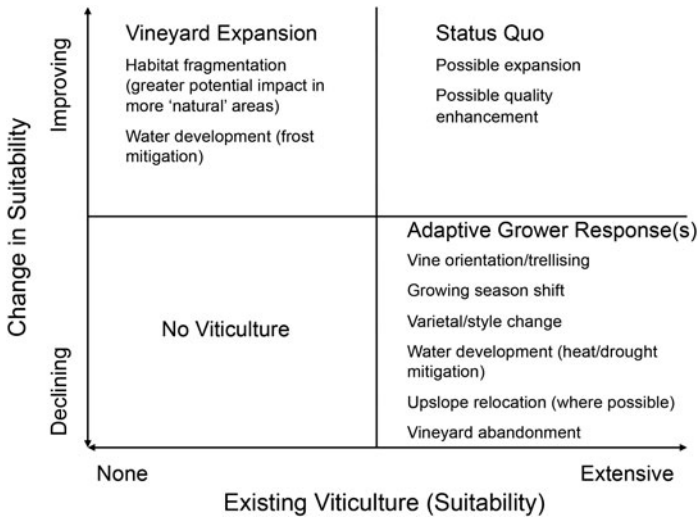 Change in Suitability
Improving
Declining
Vineyard Expansion
Habitat fragmentation
(greater potential impact in
more ‘natural’ areas)
Water development (frost
mitigation)
Status Quo
Possible expansion
Possible quality
enhancement
No Viticulture
Adaptive Grower Response(s)
Vine orientation/trellising
Growing season shift
Varietal/style change
Water development (heat/drought
mitigation)
Upslope relocation (where possible)
Vineyard abandonment
None
Extensive
Existing Viticulture (Suitability)